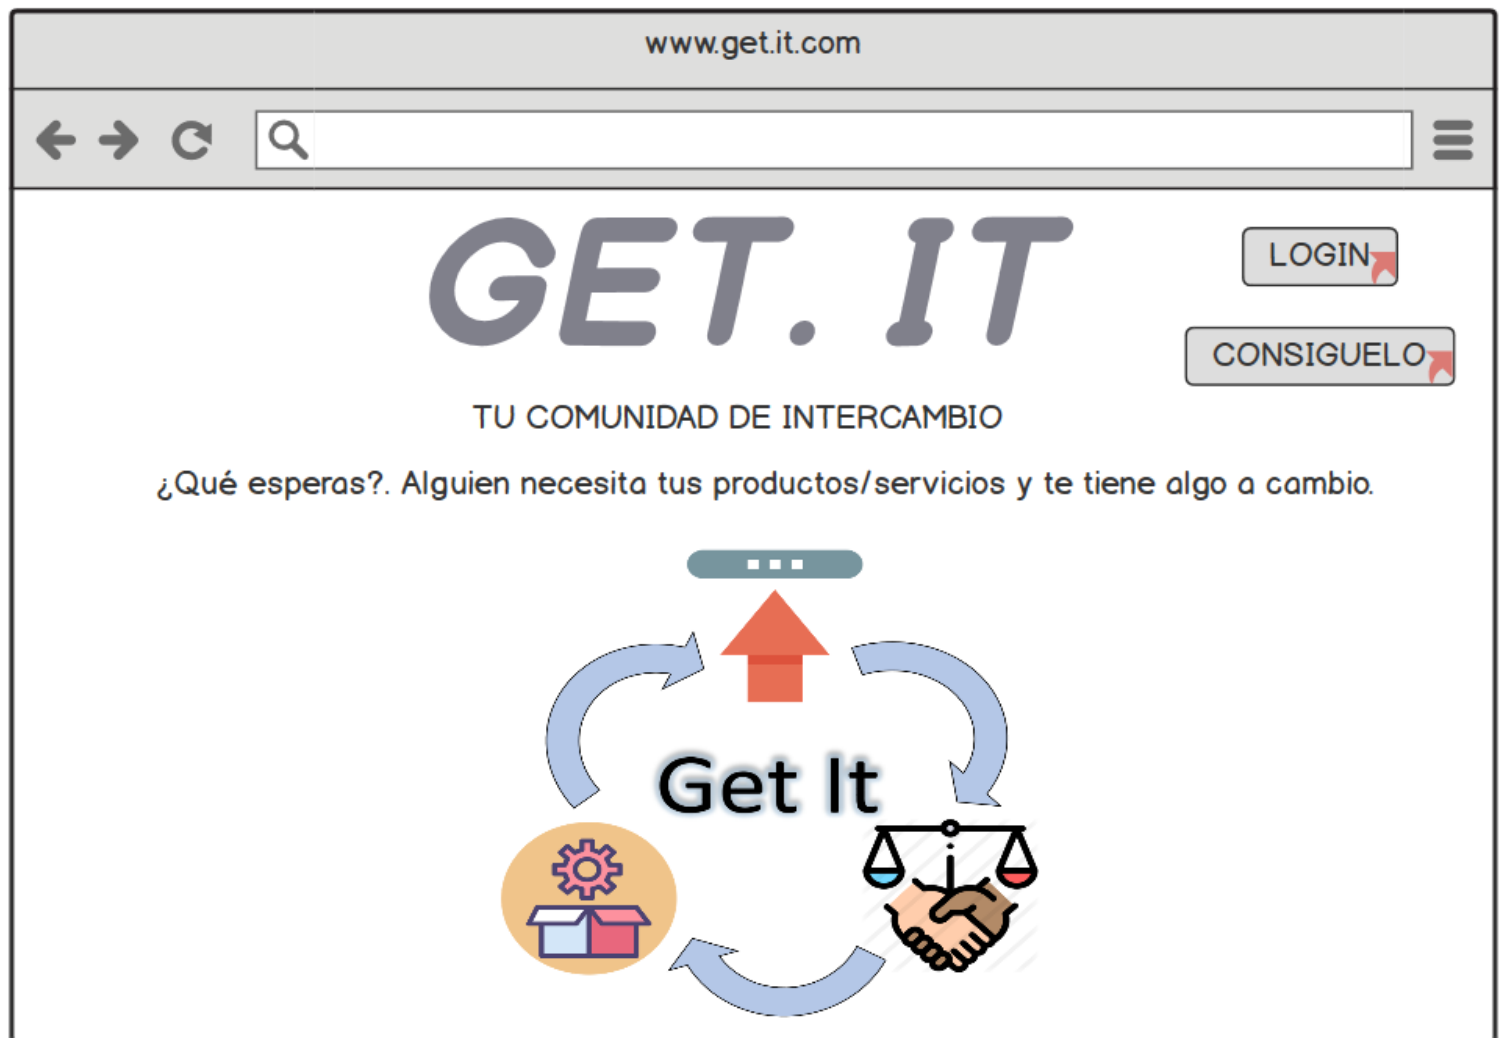 www.get.it.com
GET. IT
LOGIN
CONSIGUELO
TU COMUNIDAD DE INTERCAMBIO
¿Qué esperas?. Alguien necesita tus productos/servicios y te tiene algo a cambio.
Get It